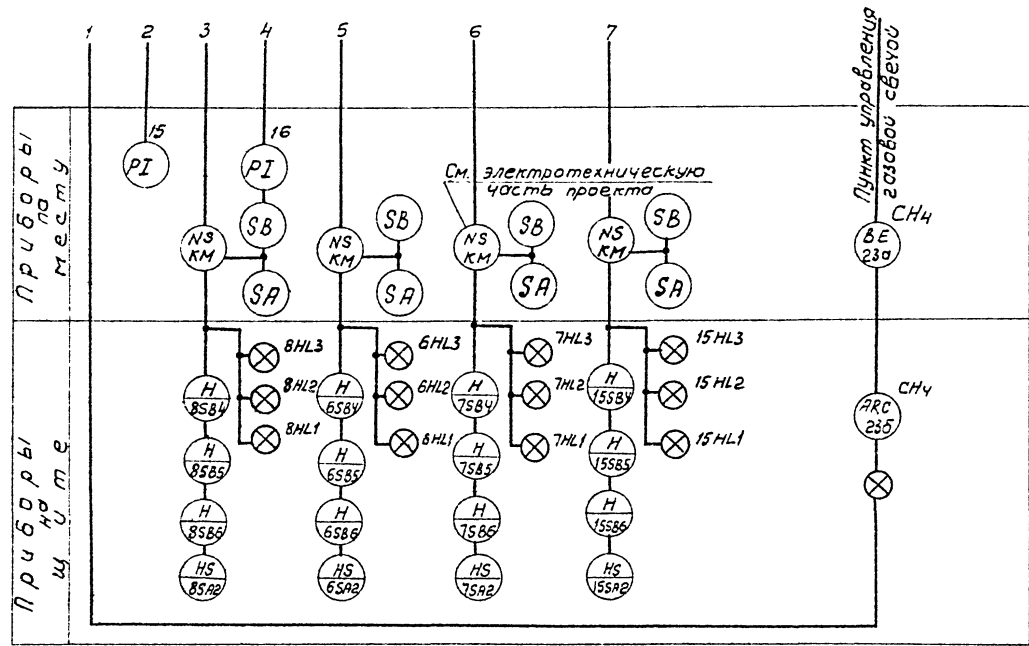 1
2
3
4
5
6
7
Пункт управления
газовой свечой
Приборы
по
месту
15
PI
16
PI
См. электротехническую
часть проекта
NS
KM
SB
SA
NS
KM
SB
SA
NS
KM
SB
SA
NS
KM
SB
SA
CH4
BE
23а
Приборы
на
щите
8HL3
8HL2
8HL1
H
8SB4
H
8SB5
H
8SB6
HS
8SA2
6HL3
6HL2
6HL1
H
6SB4
H
6SB5
H
6SB6
HS
6SA2
7HL3
7HL2
7HL1
H
7SB4
H
7SB5
H
7SB6
HS
7SA2
15HL3
15HL2
15HL1
H
15SB4
H
15SB5
H
15SB6
HS
15SA2
CH4
ARC
23б